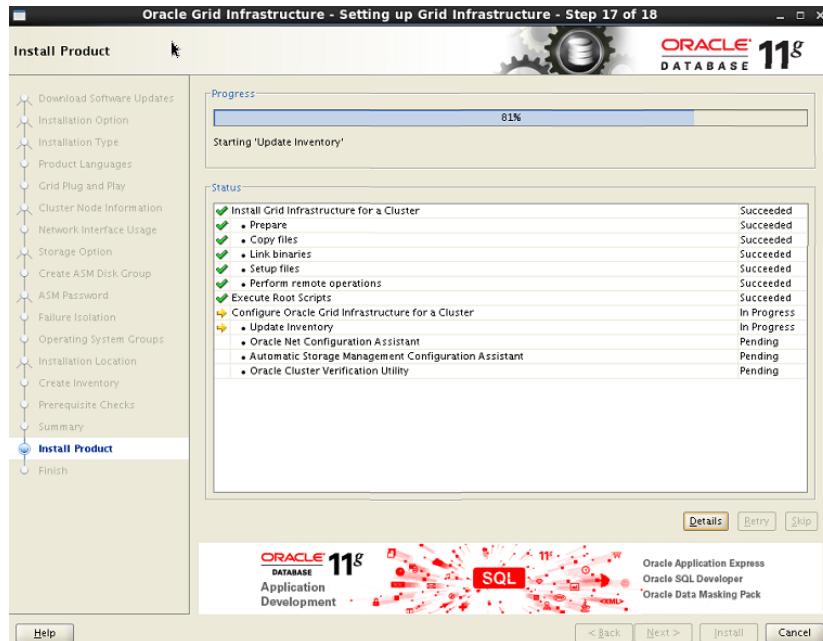 Oracle Grid Infrastructure - Setting up Grid Infrastructure - Step 17 of 18
Install Product
ORACLE 11g
DATABASE
Download Software Updates
Installation Option
Installation Type
Product Languages
Grid Plug and Play
Cluster Node Information
Network Interface Usage
Storage Option
Create ASM Disk Group
ASM Password
Failure Isolation
Operating System Groups
Installation Location
Create Inventory
Prerequisite Checks
Summary
Install Product
Finish
Progress
81%
Starting 'Update Inventory'
Status
Install Grid Infrastructure for a Cluster Succeeded
• Prepare Succeeded
• Copy files Succeeded
• Link binaries Succeeded
• Setup files Succeeded
• Perform remote operations Succeeded
Execute Root Scripts Succeeded
Configure Oracle Grid Infrastructure for a Cluster In Progress
• Update Inventory In Progress
• Oracle Net Configuration Assistant Pending
• Automatic Storage Management Configuration Assistant Pending
• Oracle Cluster Verification Utility Pending
Details Retry Skip
ORACLE 11g
DATABASE
Application
Development
11g
SQL
<XML>
Oracle Application Express
Oracle SQL Developer
Oracle Data Masking Pack
Help < Back Next > Install Cancel